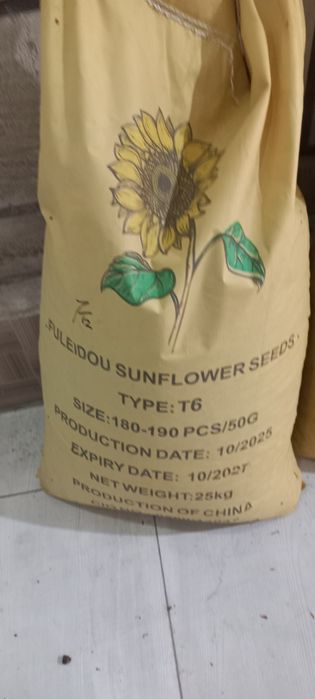 ·FULEIDOU SUNFLOWER SEEDS·
TYPE: T6
SIZE:180-190 PCS/50G
PRODUCTION DATE: 10/2025
EXPIRY DATE: 10/2027
NET WEIGHT:25kg
PRODUCTION OF CHINA